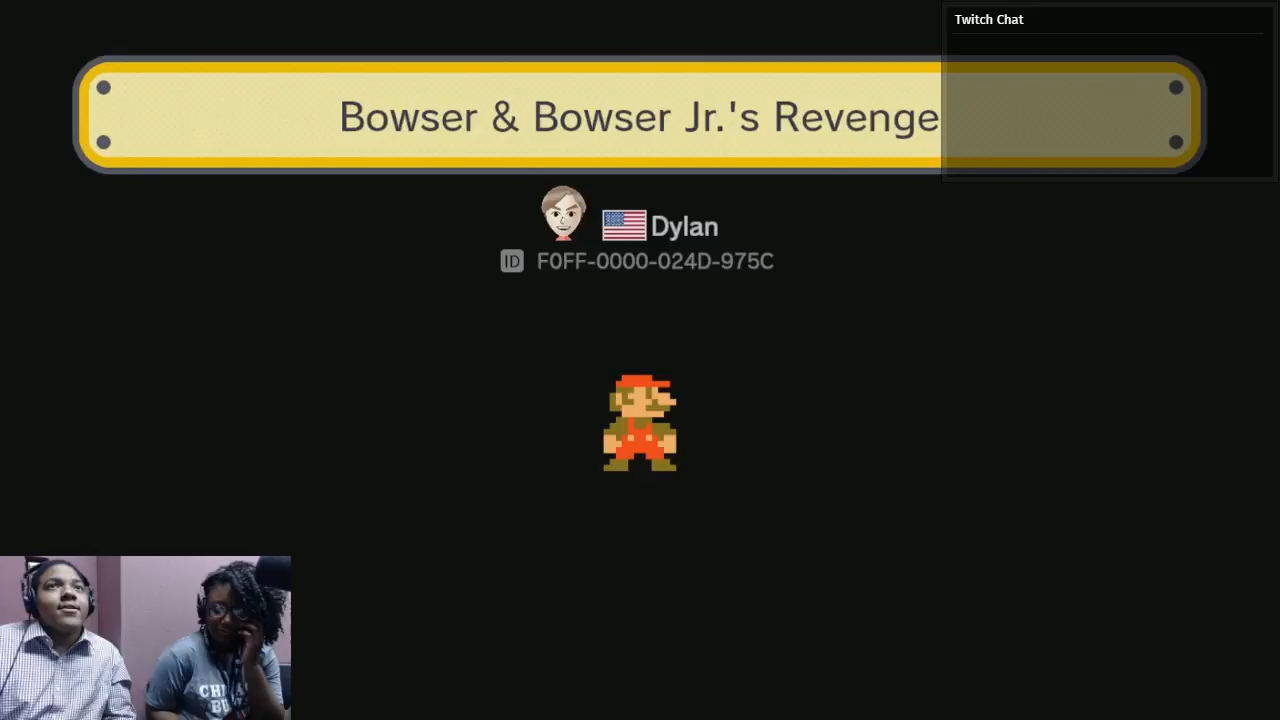 Twitch Chat
Bowser & Bowser Jr.'s Revenge
Dylan
ID F0FF-0000-024D-975C